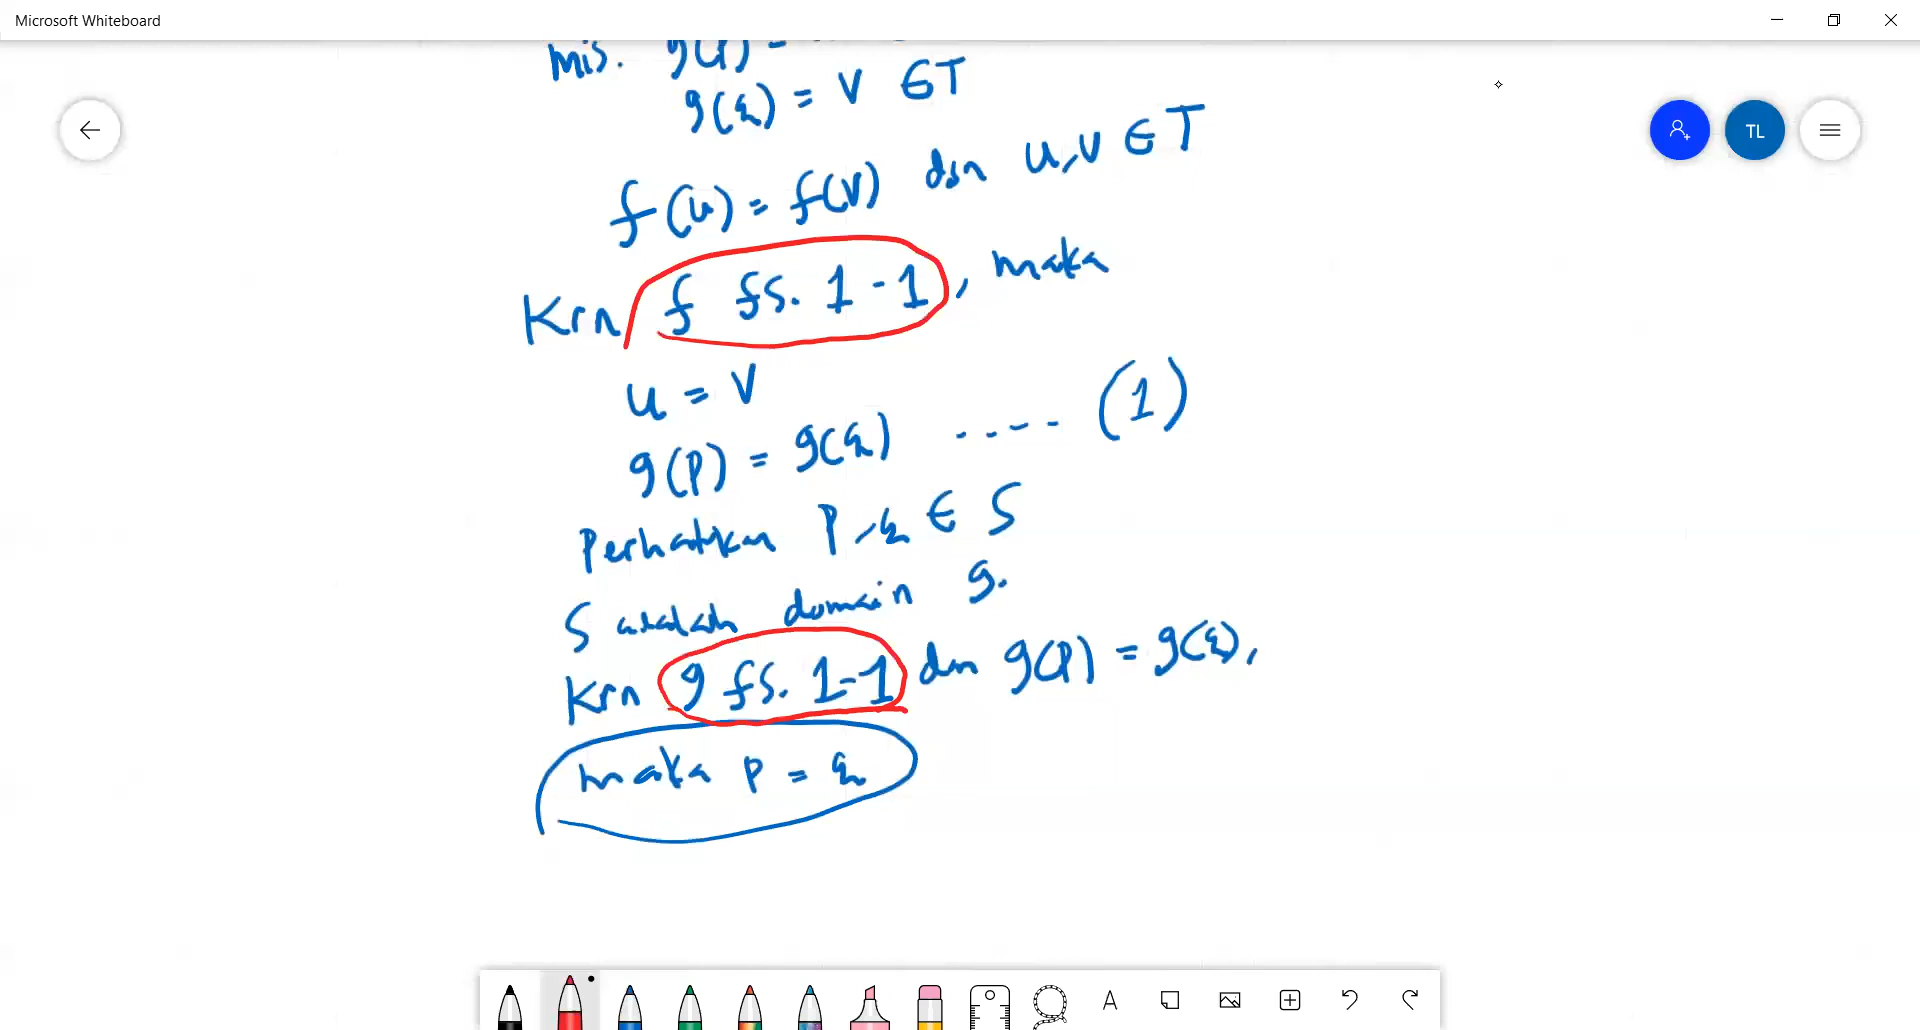 Microsoft Whiteboard
TL
mis. g(p) =
g(q) = v ∈ T
f(u) = f(v) dan u, v ∈ T
Krn f fs. 1-1, maka
u = v
g(p) = g(q) ..... (1)
Perhatikan p, q ∈ S
S adalah domain g.
Krn g fs. 1-1 dan g(p) = g(q),
maka p = q
A